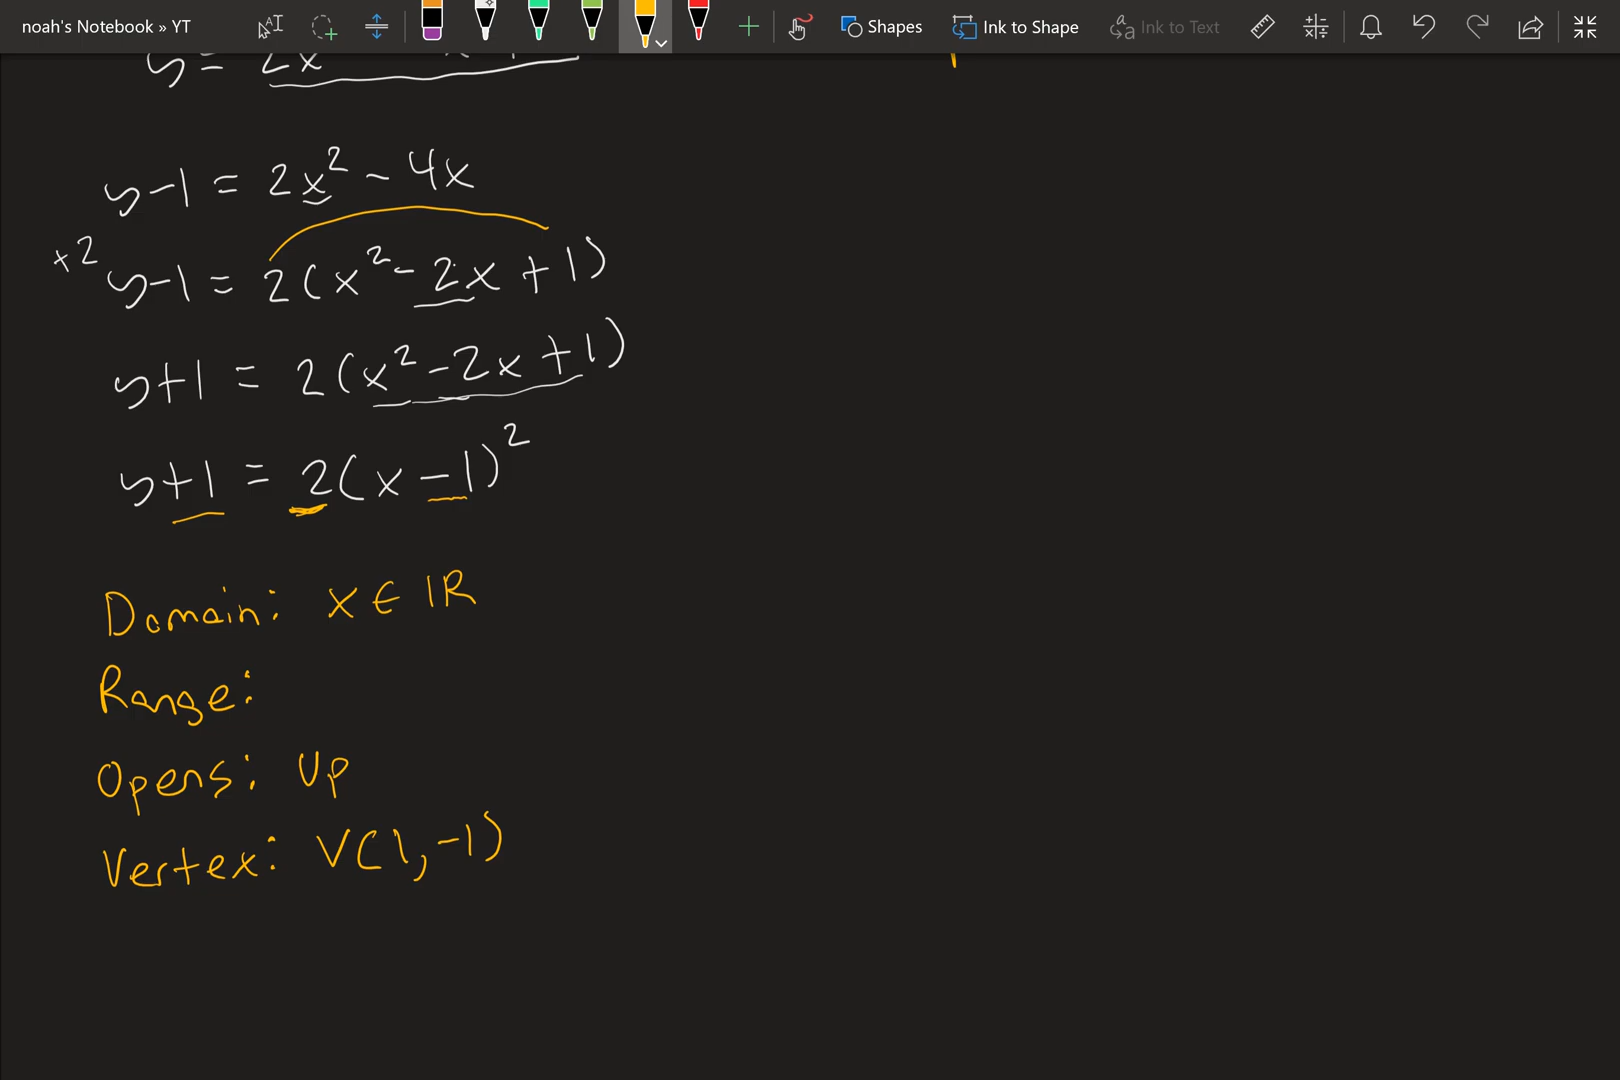 noah's Notebook » YT
Shapes
Ink to Shape
Ink to Text
y = 2x
y-1 = 2x² - 4x
+2 y-1 = 2(x² - 2x + 1)
y+1 = 2(x² - 2x + 1)
y+1 = 2(x - 1)²
Domain: x ∈ ℝ
Range:
Opens: Up
Vertex: V(1, -1)